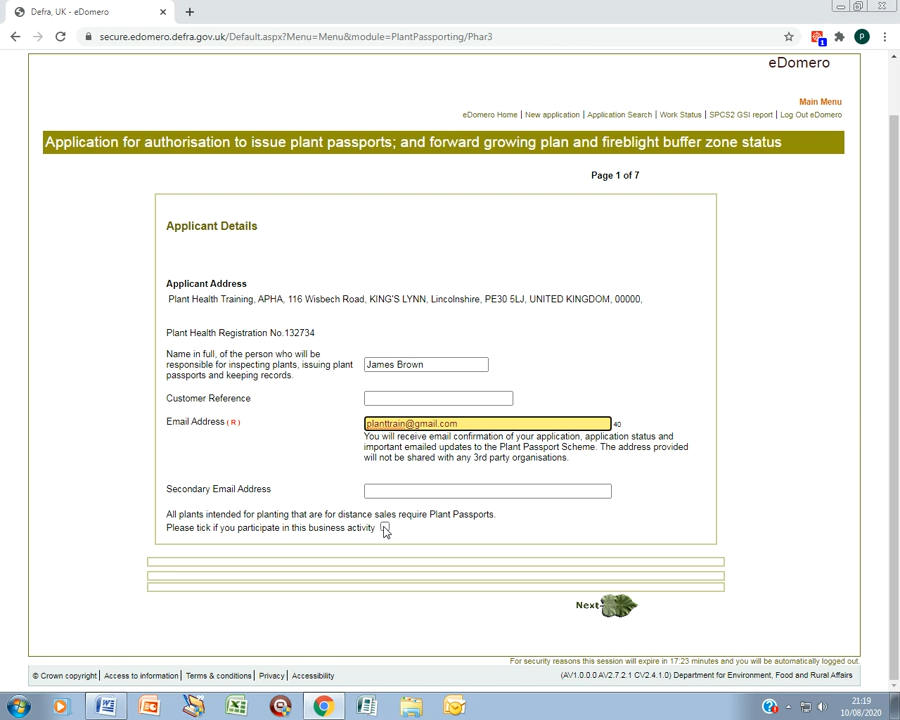 Defra, UK - eDomero
secure.edomero.defra.gov.uk/Default.aspx?Menu=Menu&module=PlantPassporting/Phar3
1
P
eDomero
Main Menu
eDomero Home | New application | Application Search | Work Status | SPCS2 GSI report | Log Out eDomero
Application for authorisation to issue plant passports; and forward growing plan and fireblight buffer zone status
Page 1 of 7
Applicant Details
Applicant Address
Plant Health Training, APHA, 116 Wisbech Road, KING'S LYNN, Lincolnshire, PE30 5LJ, UNITED KINGDOM, 00000,
Plant Health Registration No.132734
Name in full, of the person who will be
responsible for inspecting plants, issuing plant
passports and keeping records.
James Brown
Customer Reference
Email Address ( R )
planttrain@gmail.com
40
You will receive email confirmation of your application, application status and
important emailed updates to the Plant Passport Scheme. The address provided
will not be shared with any 3rd party organisations.
Secondary Email Address
All plants intended for planting that are for distance sales require Plant Passports.
Please tick if you participate in this business activity
Next
For security reasons this session will expire in 17:23 minutes and you will be automatically logged out.
© Crown copyright | Access to information | Terms & conditions | Privacy | Accessibility
(AV1.0.0.0 AV2.7.2.1 CV2.4.1.0) Department for Environment, Food and Rural Affairs
21:19
10/08/2020